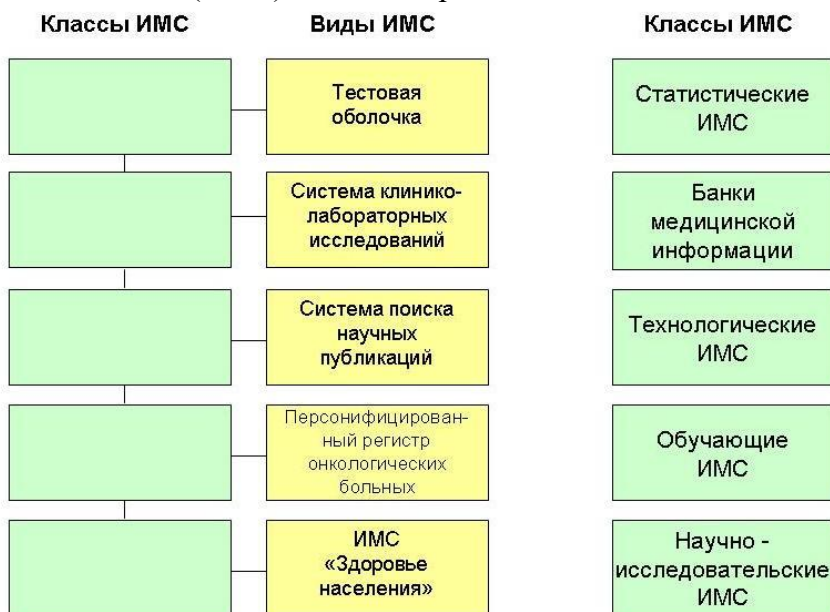 Классы ИМС
Виды ИМС
Классы ИМС
Тестовая
оболочка
Статистические
ИМС
Система клинико-
лабораторных
исследований
Банки
медицинской
информации
Система поиска
научных
публикаций
Технологические
ИМС
Персонифицирован-
ный регистр
онкологических
больных
Обучающие
ИМС
ИМС
«Здоровье
населения»
Научно -
исследовательские
ИМС